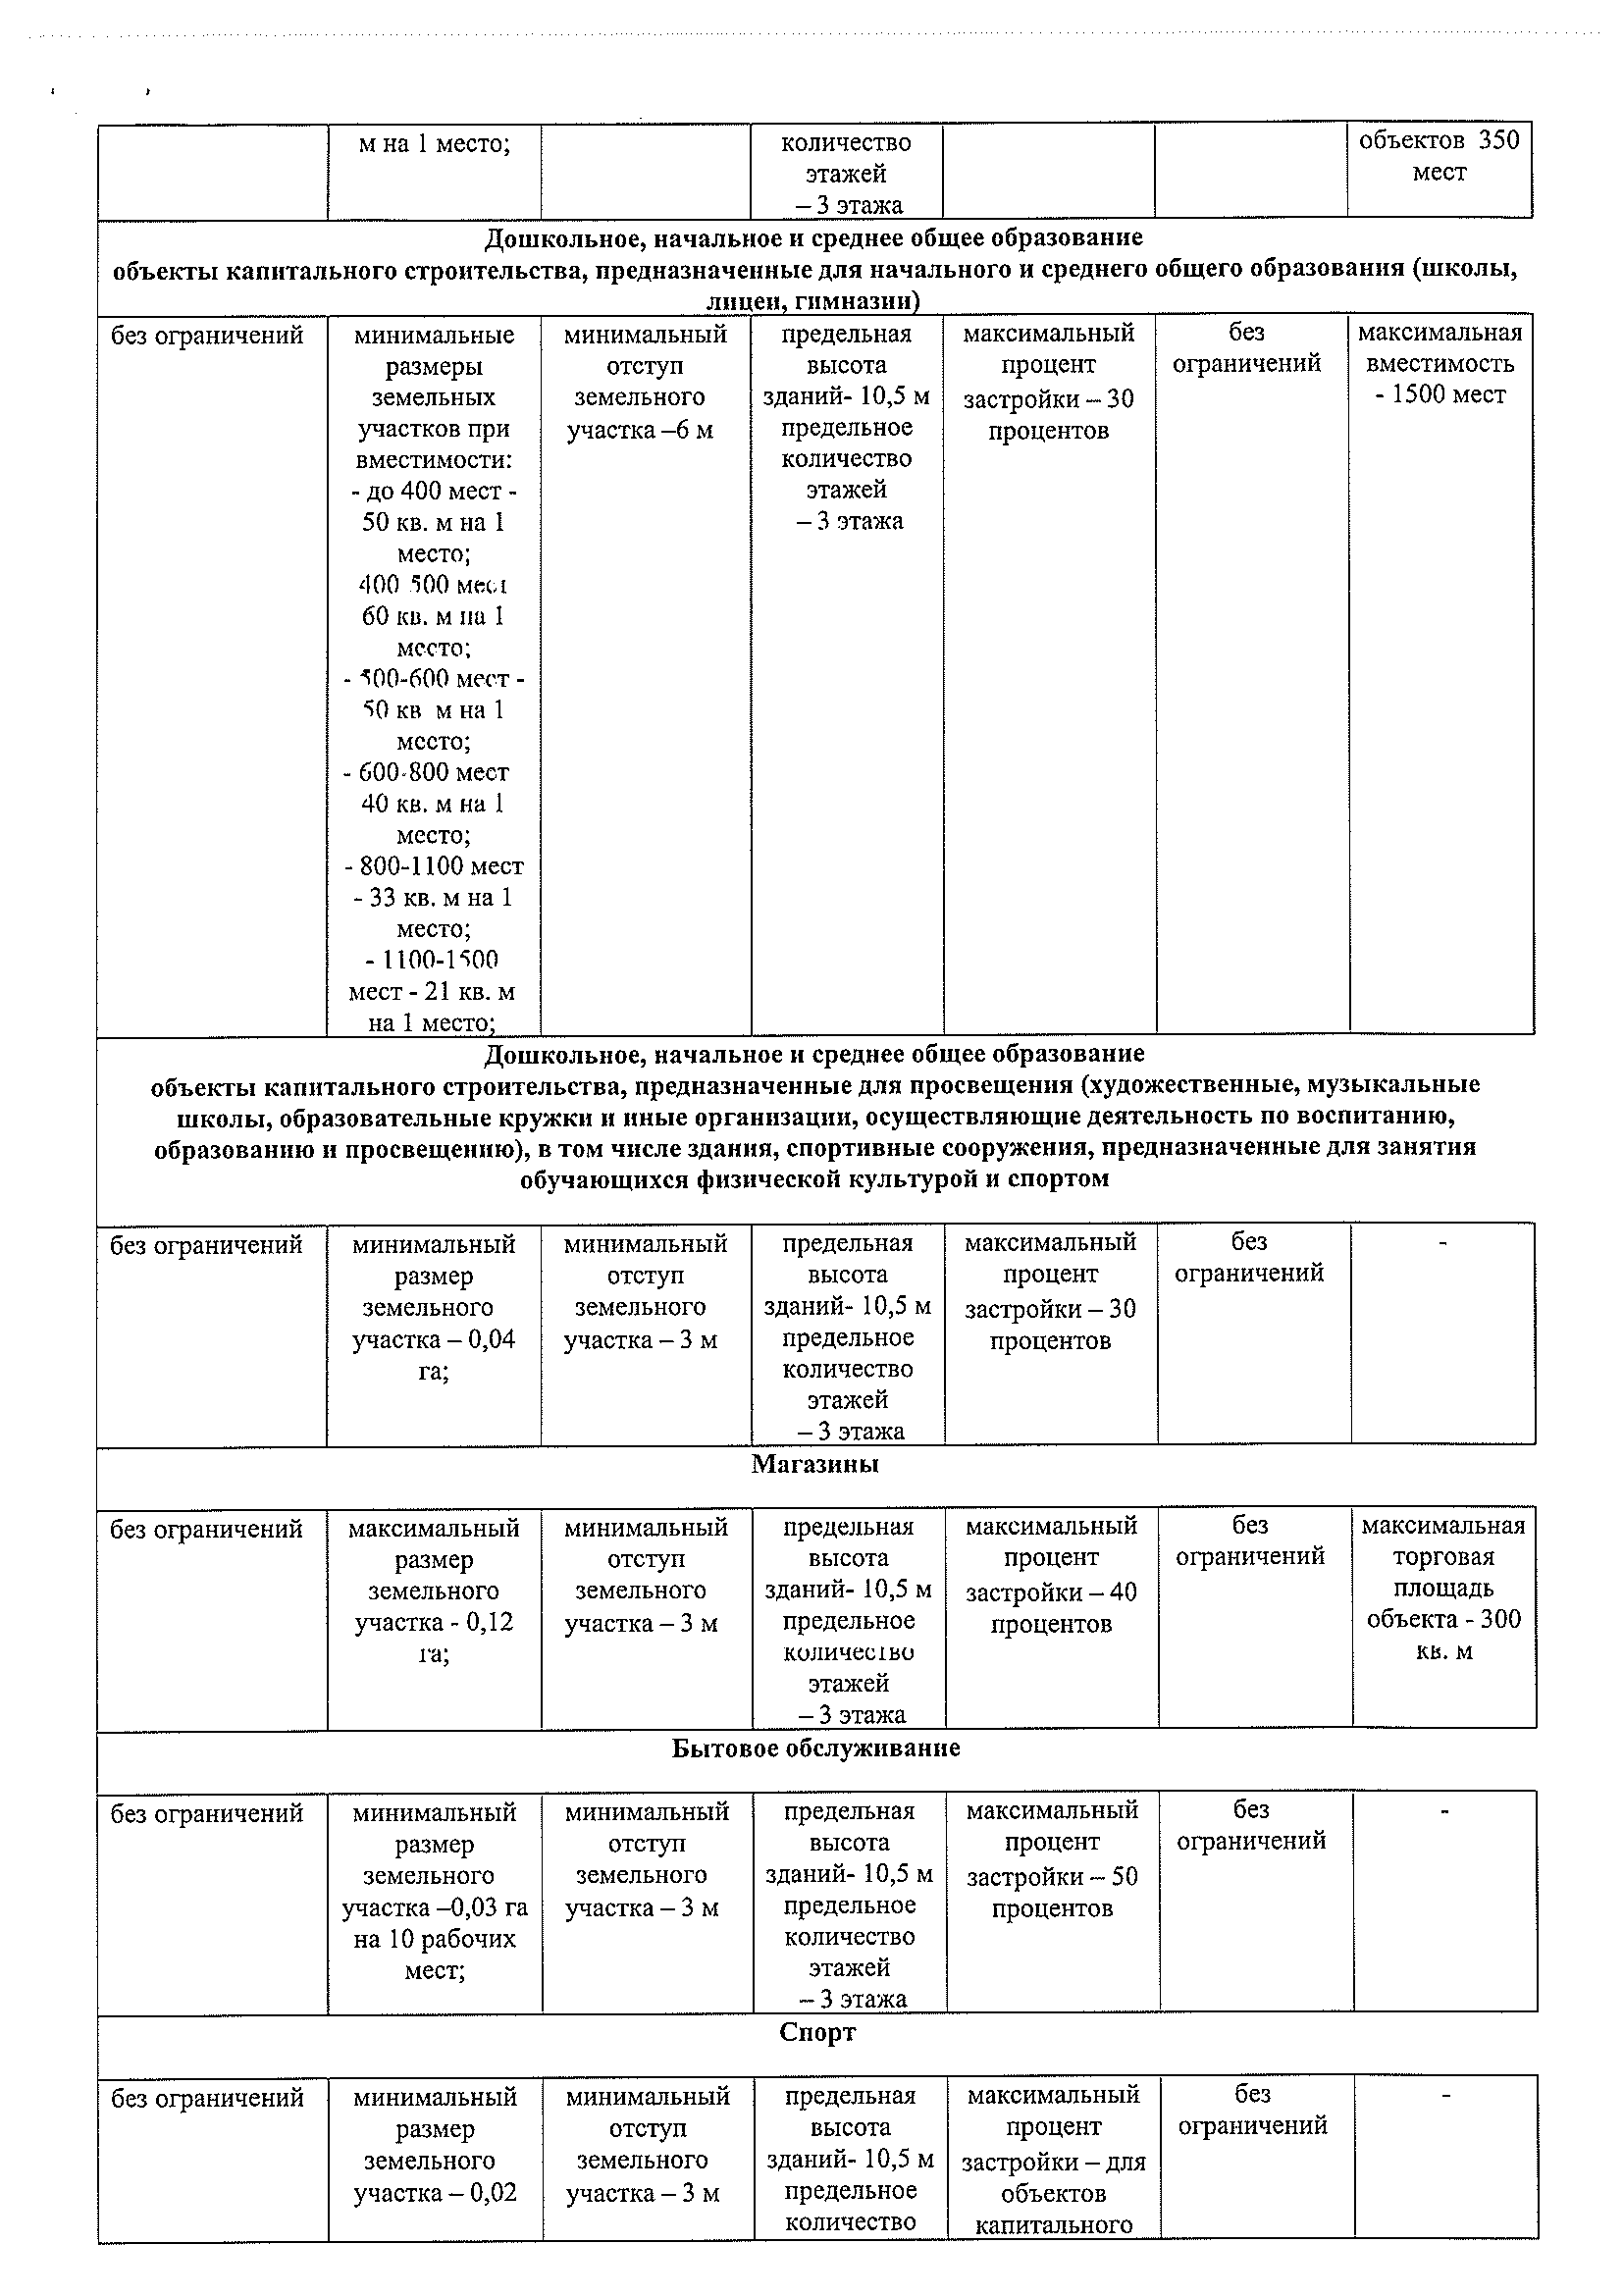 м на 1 место;
количество
этажей
– 3 этажа
объектов 350
мест
Дошкольное, начальное и среднее общее образование
объекты капитального строительства, предназначенные для начального и среднего общего образования (школы,
лицеи, гимназии)
без ограничений
минимальные
размеры
земельных
участков при
вместимости:
- до 400 мест -
50 кв. м на 1
место;
400 500 мест
60 кв. м на 1
место;
- 500-600 мест -
50 кв м на 1
место;
- 600-800 мест
40 кв. м на 1
место;
- 800-1100 мест
- 33 кв. м на 1
место;
- 1100-1500
мест - 21 кв. м
на 1 место;
минимальный
отступ
земельного
участка –6 м
предельная
высота
зданий- 10,5 м
предельное
количество
этажей
– 3 этажа
максимальный
процент
застройки – 30
процентов
без
ограничений
максимальная
вместимость
- 1500 мест
Дошкольное, начальное и среднее общее образование
объекты капитального строительства, предназначенные для просвещения (художественные, музыкальные
школы, образовательные кружки и иные организации, осуществляющие деятельность по воспитанию,
образованию и просвещению), в том числе здания, спортивные сооружения, предназначенные для занятия
обучающихся физической культурой и спортом
без ограничений
минимальный
размер
земельного
участка – 0,04
га;
минимальный
отступ
земельного
участка – 3 м
предельная
высота
зданий- 10,5 м
предельное
количество
этажей
– 3 этажа
максимальный
процент
застройки – 30
процентов
без
ограничений
-
Магазины
без ограничений
максимальный
размер
земельного
участка - 0,12
га;
минимальный
отступ
земельного
участка – 3 м
предельная
высота
зданий- 10,5 м
предельное
количество
этажей
– 3 этажа
максимальный
процент
застройки – 40
процентов
без
ограничений
максимальная
торговая
площадь
объекта - 300
кв. м
Бытовое обслуживание
без ограничений
минимальный
размер
земельного
участка –0,03 га
на 10 рабочих
мест;
минимальный
отступ
земельного
участка – 3 м
предельная
высота
зданий- 10,5 м
предельное
количество
этажей
– 3 этажа
максимальный
процент
застройки – 50
процентов
без
ограничений
-
Спорт
без ограничений
минимальный
размер
земельного
участка – 0,02
минимальный
отступ
земельного
участка – 3 м
предельная
высота
зданий- 10,5 м
предельное
количество
максимальный
процент
застройки – для
объектов
капитального
без
ограничений
-